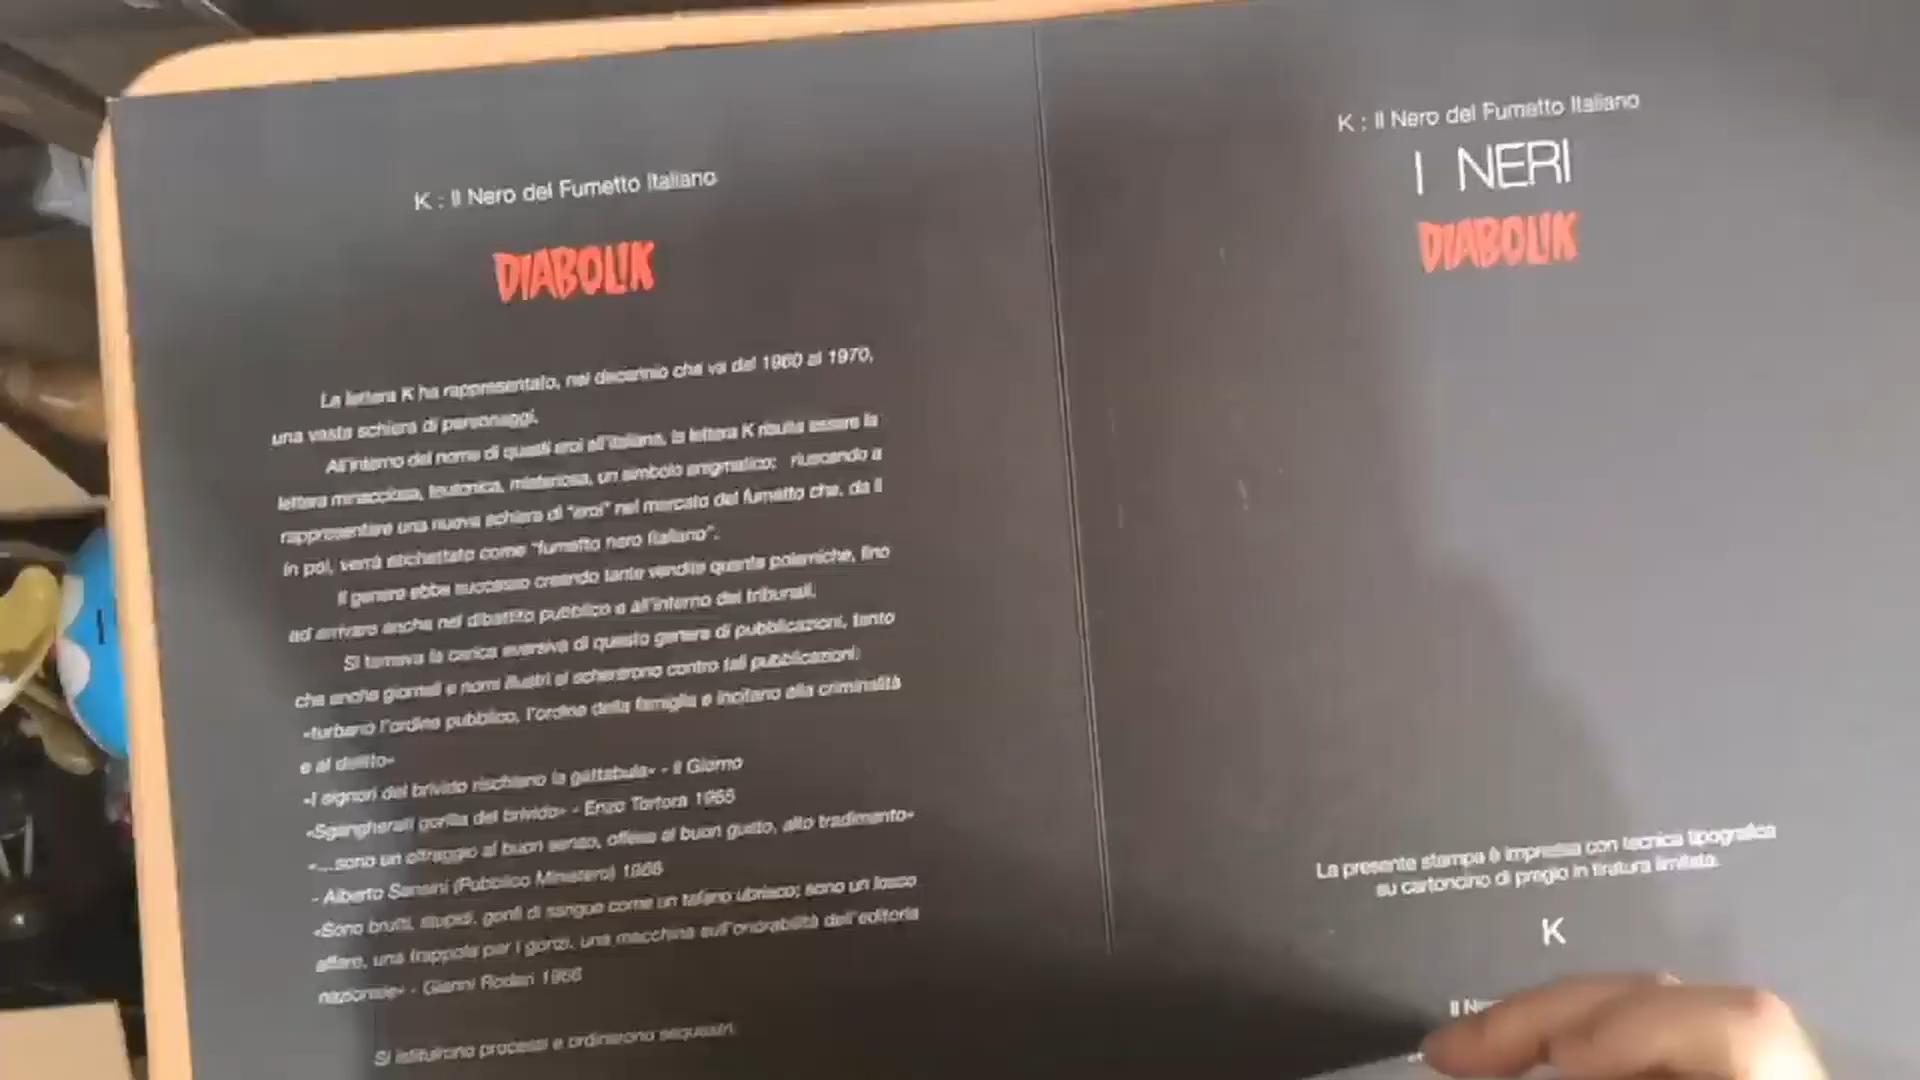 K : Il Nero del Fumetto Italiano
DIABOLIK
La lettera K ha rappresentato, nel decennio che va dal 1960 al 1970,
una vasta schiera di personaggi.
All'interno del nome di questi eroi all'italiana, la lettera K risulta essere la
lettera minacciosa, teutonica, misteriosa, un simbolo enigmatico; riuscendo a
rappresentare una nuova schiera di "eroi" nel mercato del fumetto che, da lì
in poi, verrà etichettato come "fumetto nero italiano".
Il genere ebbe successo creando tante vendite quante polemiche, fino
ad arrivare anche nel dibattito pubblico e all'interno dei tribunali.
Si temeva la carica eversiva di questo genere di pubblicazioni, tanto
che anche giornali e nomi illustri si schierarono contro tali pubblicazioni:
«turbano l'ordine pubblico, l'ordine della famiglia e incitano alla criminalità
e al delitto»
«I signori del brivido rischiano la gattabuia» - Il Giorno
«Sgangherati gorilla del brivido» - Enzo Tortora 1966
«...sono un oltraggio al buon senso, offesa al buon gusto, alto tradimento»
- Alberto Sensini (Pubblico Ministero) 1966
«Sono brutti, stupidi, gonfi di sangue come un tafano ubriaco; sono un losco
affare, una trappola per i gonzi, una macchina sull'onorabilità dell'editoria
nazionale» - Gianni Rodari 1966
Si istituirono processi e ordinarono sequestri.
K : Il Nero del Fumetto Italiano
I NERI
DIABOLIK
La presente stampa è impressa con tecnica tipografica
su cartoncino di pregio in tiratura limitata.
K
Il